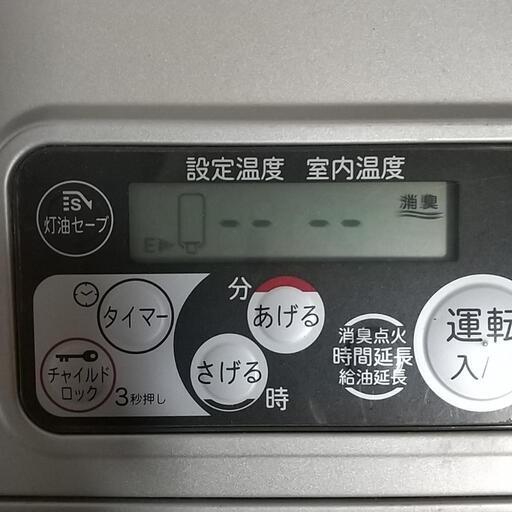 設定温度 室内温度
ES
灯油セーブ
E
-- --
消臭
タイマー
分
あげる
さげる
時
チャイルド
ロック
3秒押し
消臭点火
時間延長
給油延長
運転
入/